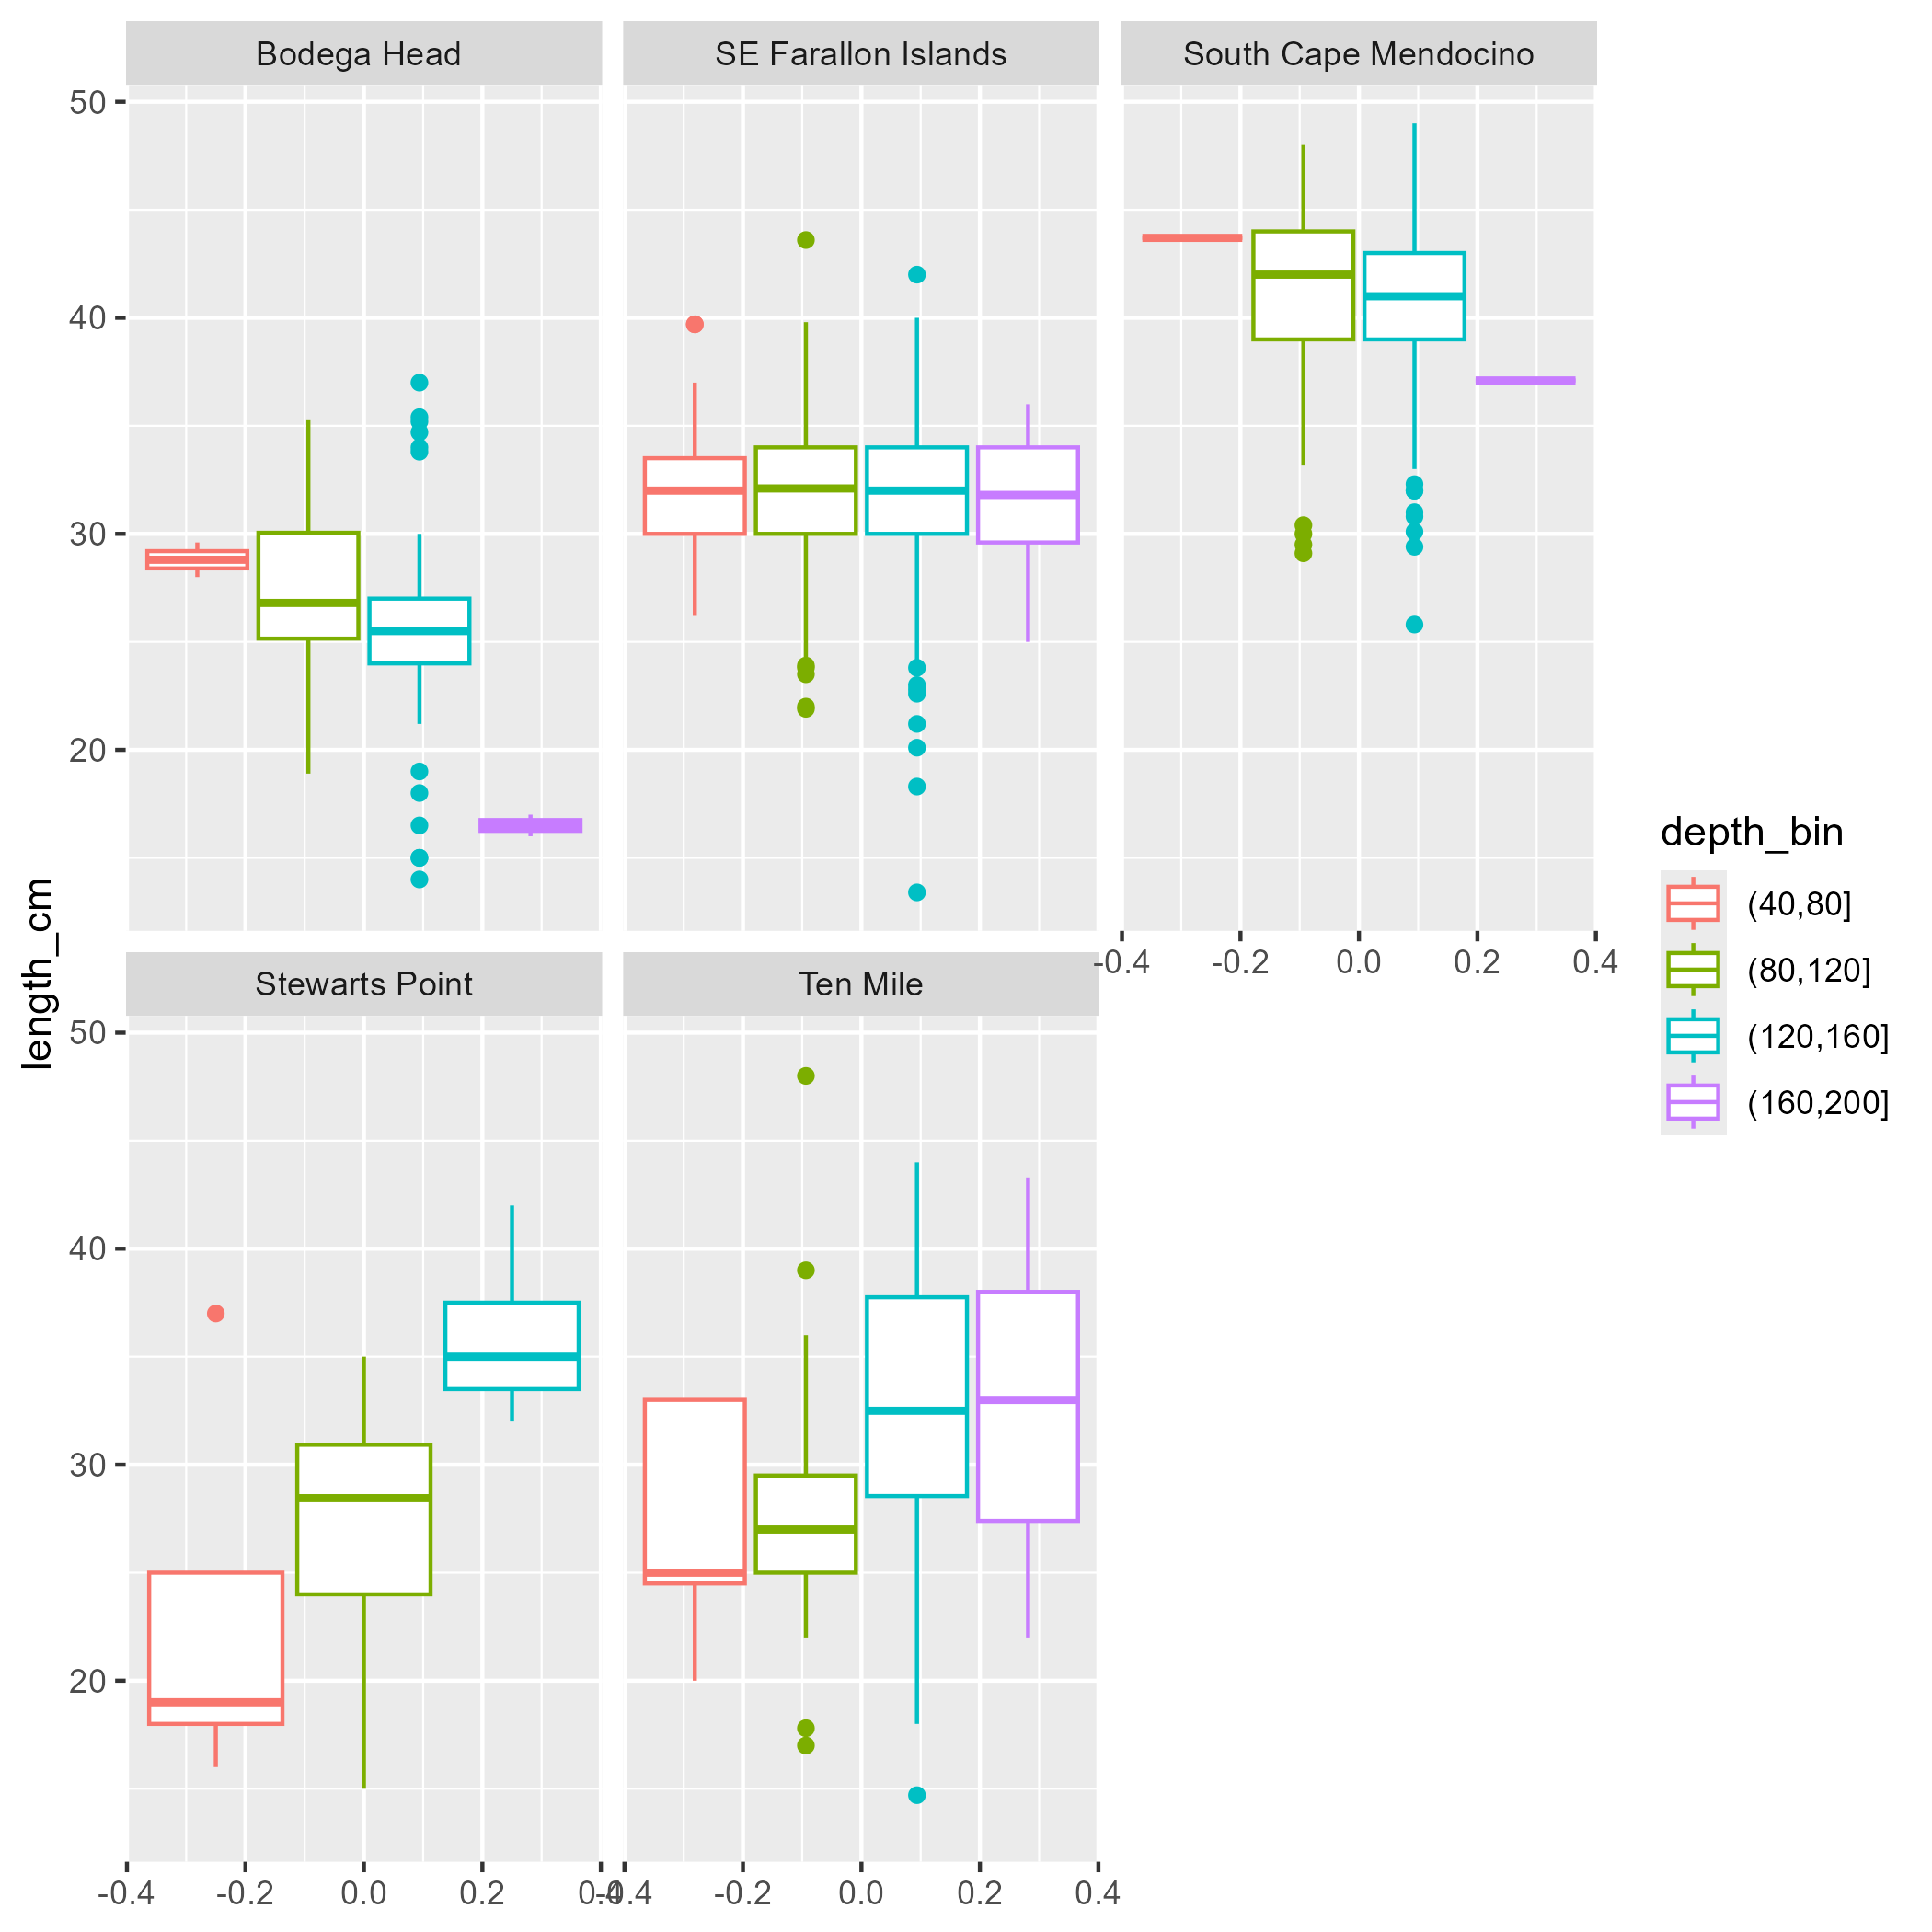 Bodega Head
SE Farallon Islands
South Cape Mendocino
50
40
30
20
-0.4 -0.2 0.0 0.2 0.4
Stewarts Point
Ten Mile
50
40
30
20
-0.4 -0.2 0.0 0.2 0.4
-0.4 -0.2 0.0 0.2 0.4
length_cm
depth_bin
(40,80]
(80,120]
(120,160]
(160,200]